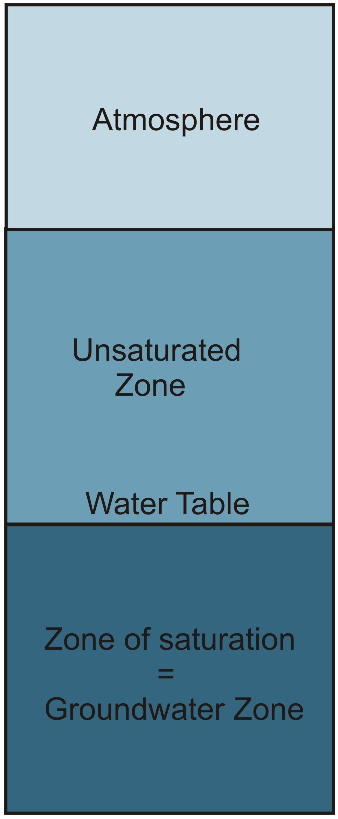 Atmosphere
Unsaturated
Zone
Water Table
Zone of saturation
=
Groundwater Zone